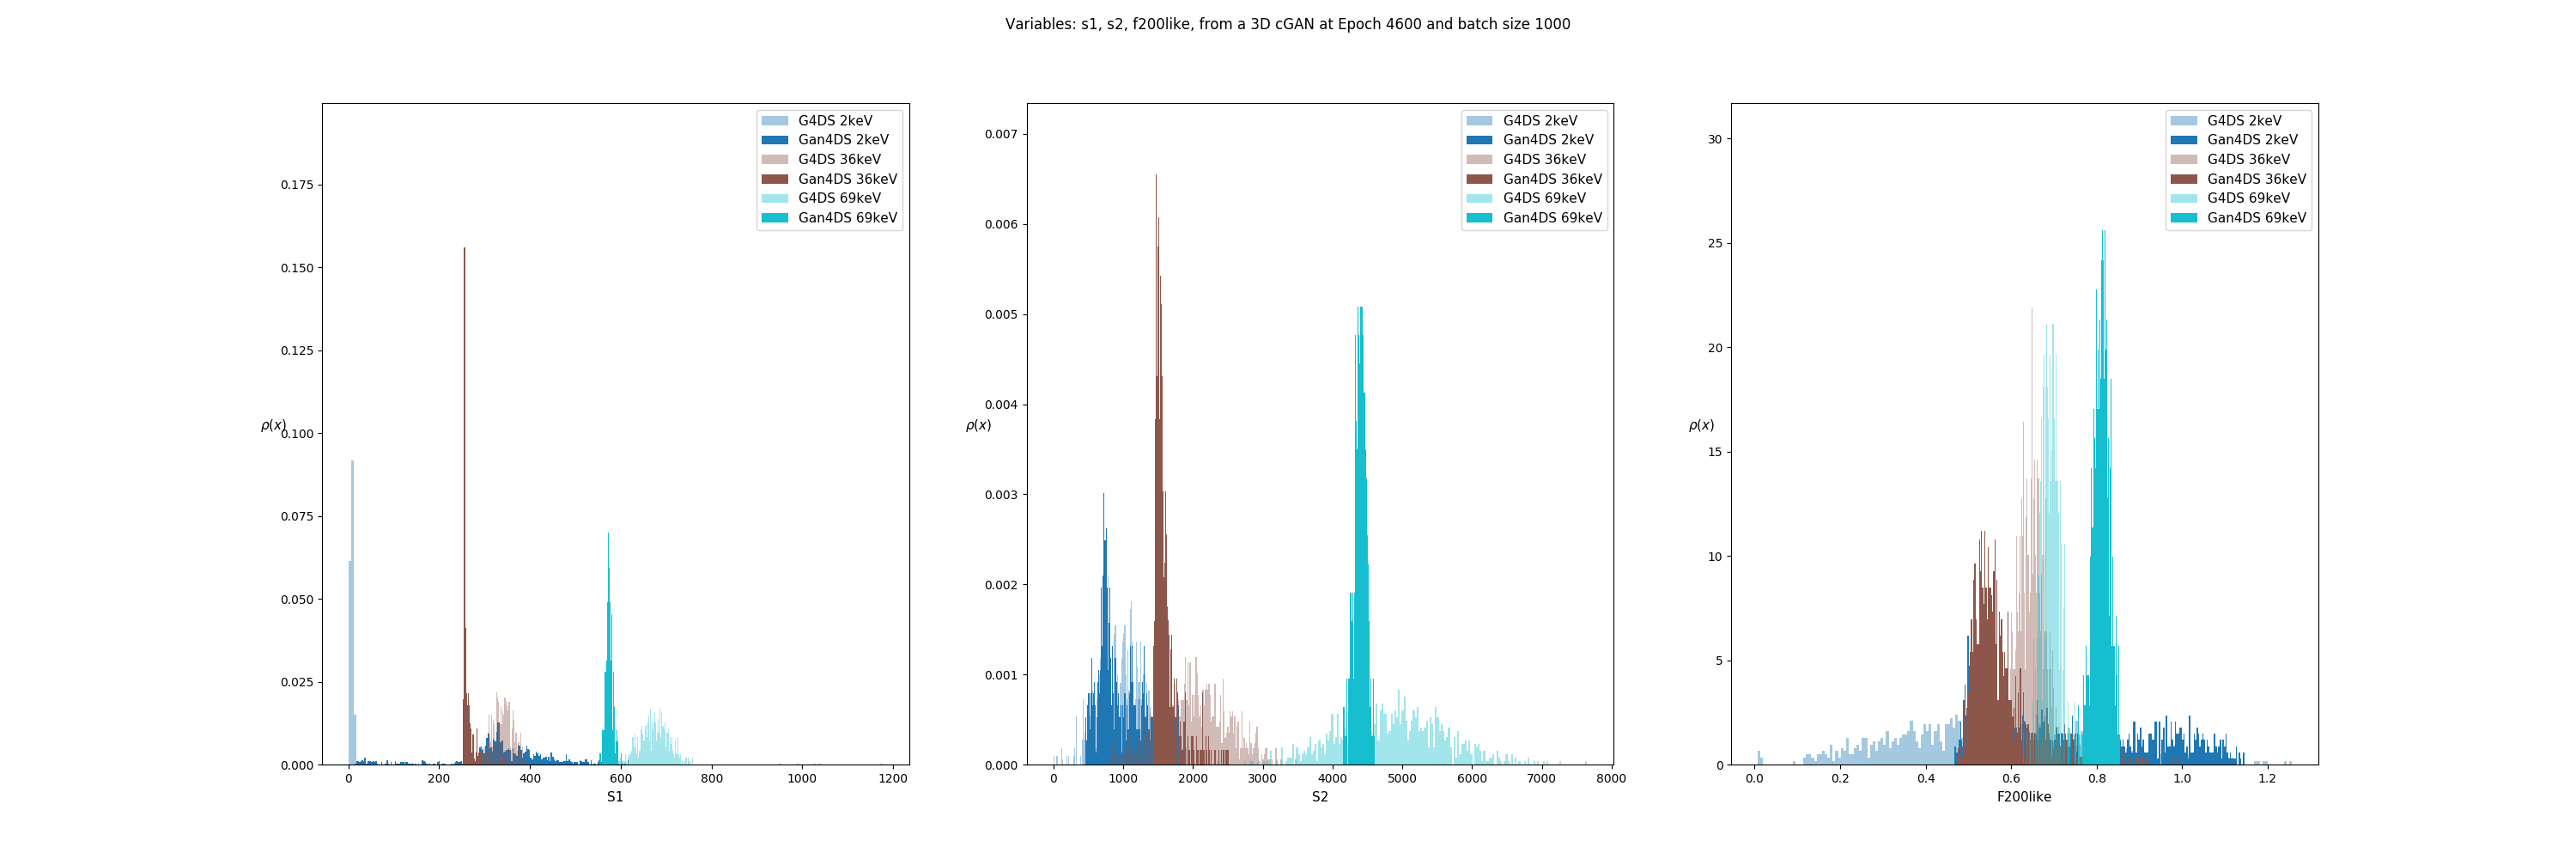 Variables: s1, s2, f200like, from a 3D cGAN at Epoch 4600 and batch size 1000
ρ(x)
0.175
0.150
0.125
0.100
0.075
0.050
0.025
0.000
0 200 400 600 800 1000 1200
S1
G4DS 2keV
Gan4DS 2keV
G4DS 36keV
Gan4DS 36keV
G4DS 69keV
Gan4DS 69keV
ρ(x)
0.007
0.006
0.005
0.004
0.003
0.002
0.001
0.000
0 1000 2000 3000 4000 5000 6000 7000 8000
S2
G4DS 2keV
Gan4DS 2keV
G4DS 36keV
Gan4DS 36keV
G4DS 69keV
Gan4DS 69keV
ρ(x)
30
25
20
15
10
5
0
0.0 0.2 0.4 0.6 0.8 1.0 1.2
F200like
G4DS 2keV
Gan4DS 2keV
G4DS 36keV
Gan4DS 36keV
G4DS 69keV
Gan4DS 69keV